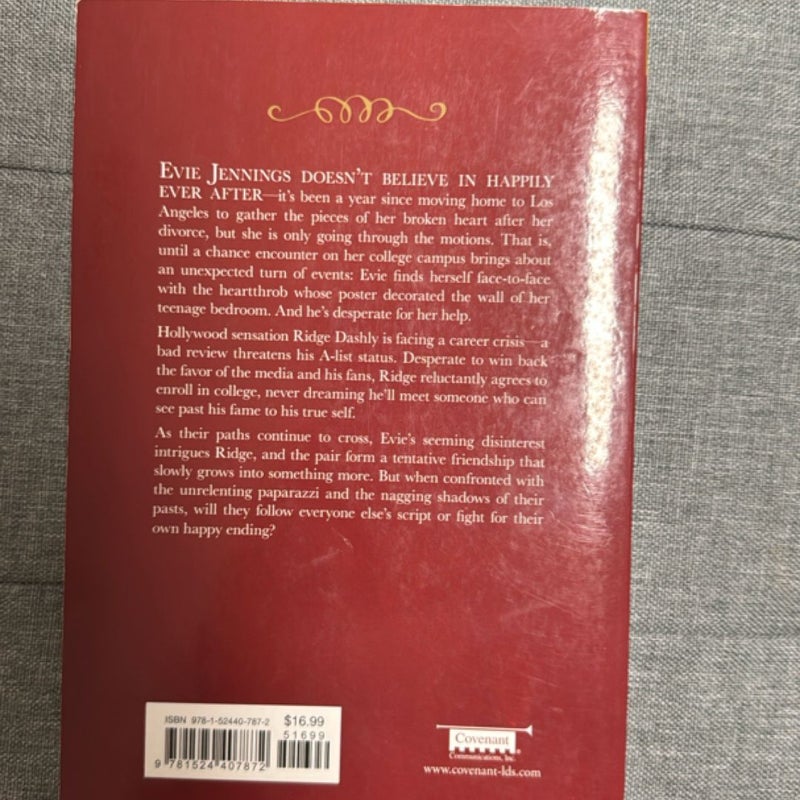 EVIE JENNINGS DOESN'T BELIEVE IN HAPPILY
EVER AFTER—it's been a year since moving home to Los
Angeles to gather the pieces of her broken heart after her
divorce, but she is only going through the motions. That is,
until a chance encounter on her college campus brings about
an unexpected turn of events: Evie finds herself face-to-face
with the heartthrob whose poster decorated the wall of her
teenage bedroom. And he's desperate for her help.
Hollywood sensation Ridge Dashly is facing a career crisis—a
bad review threatens his A-list status. Desperate to win back
the favor of the media and his fans, Ridge reluctantly agrees to
enroll in college, never dreaming he'll meet someone who can
see past his fame to his true self.
As their paths continue to cross, Evie's seeming disinterest
intrigues Ridge, and the pair form a tentative friendship that
slowly grows into something more. But when confronted with
the unrelenting paparazzi and the nagging shadows of their
pasts, will they follow everyone else's script or fight for their
own happy ending?
ISBN 978-1-52440-787-2 $16.99
51699
9 781524 407872
Covenant
Communications, Inc.
www.covenant-lds.com